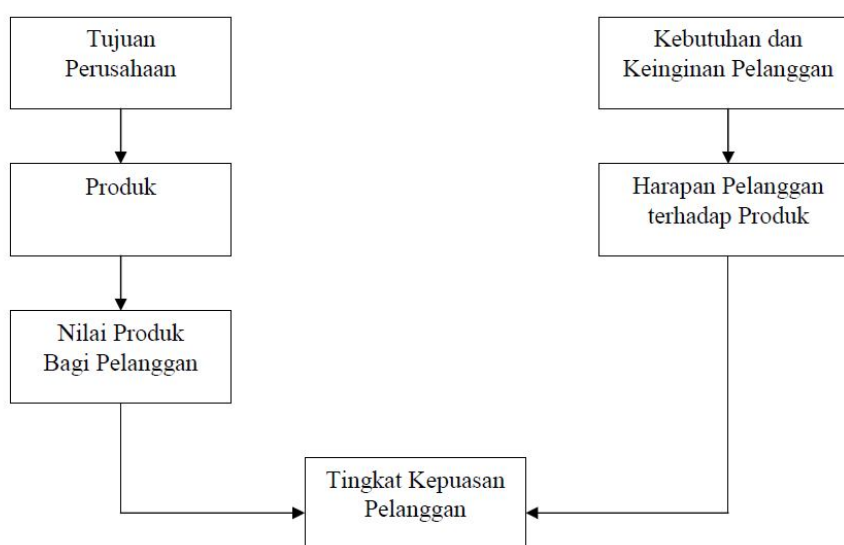 Tujuan
Perusahaan
Kebutuhan dan
Keinginan Pelanggan
Produk
Harapan Pelanggan
terhadap Produk
Nilai Produk
Bagi Pelanggan
Tingkat Kepuasan
Pelanggan